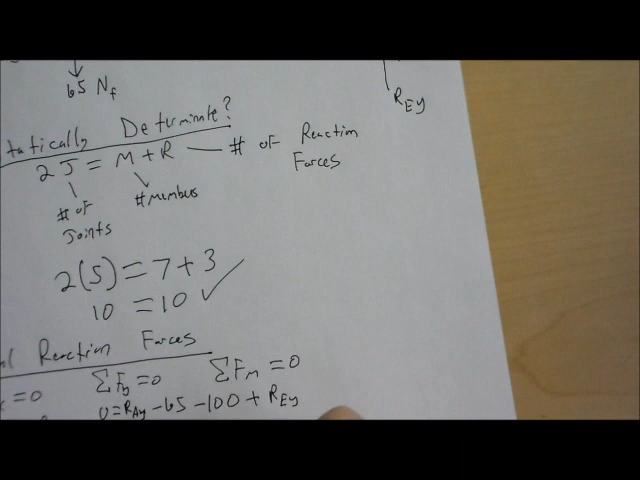 65 Nf
REy
tatically Determinate?
2J = M+R — # of Reaction Forces
# of Joints
# Members
2(5) = 7+3
10 = 10 ✓
al Reaction Forces
x = 0
ΣFy = 0
ΣFm = 0
0 = RAy - 65 - 100 + REy